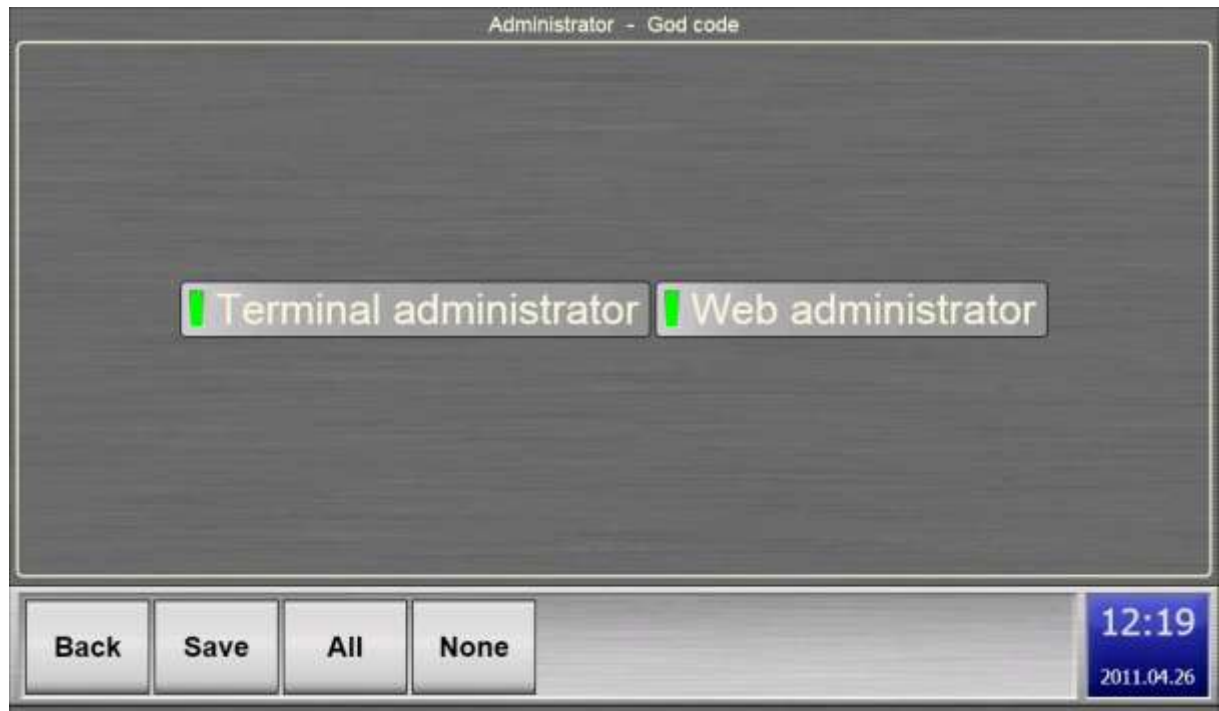 Administrator - God code
Terminal administrator Web administrator
Back Save All None
12:19
2011.04.26